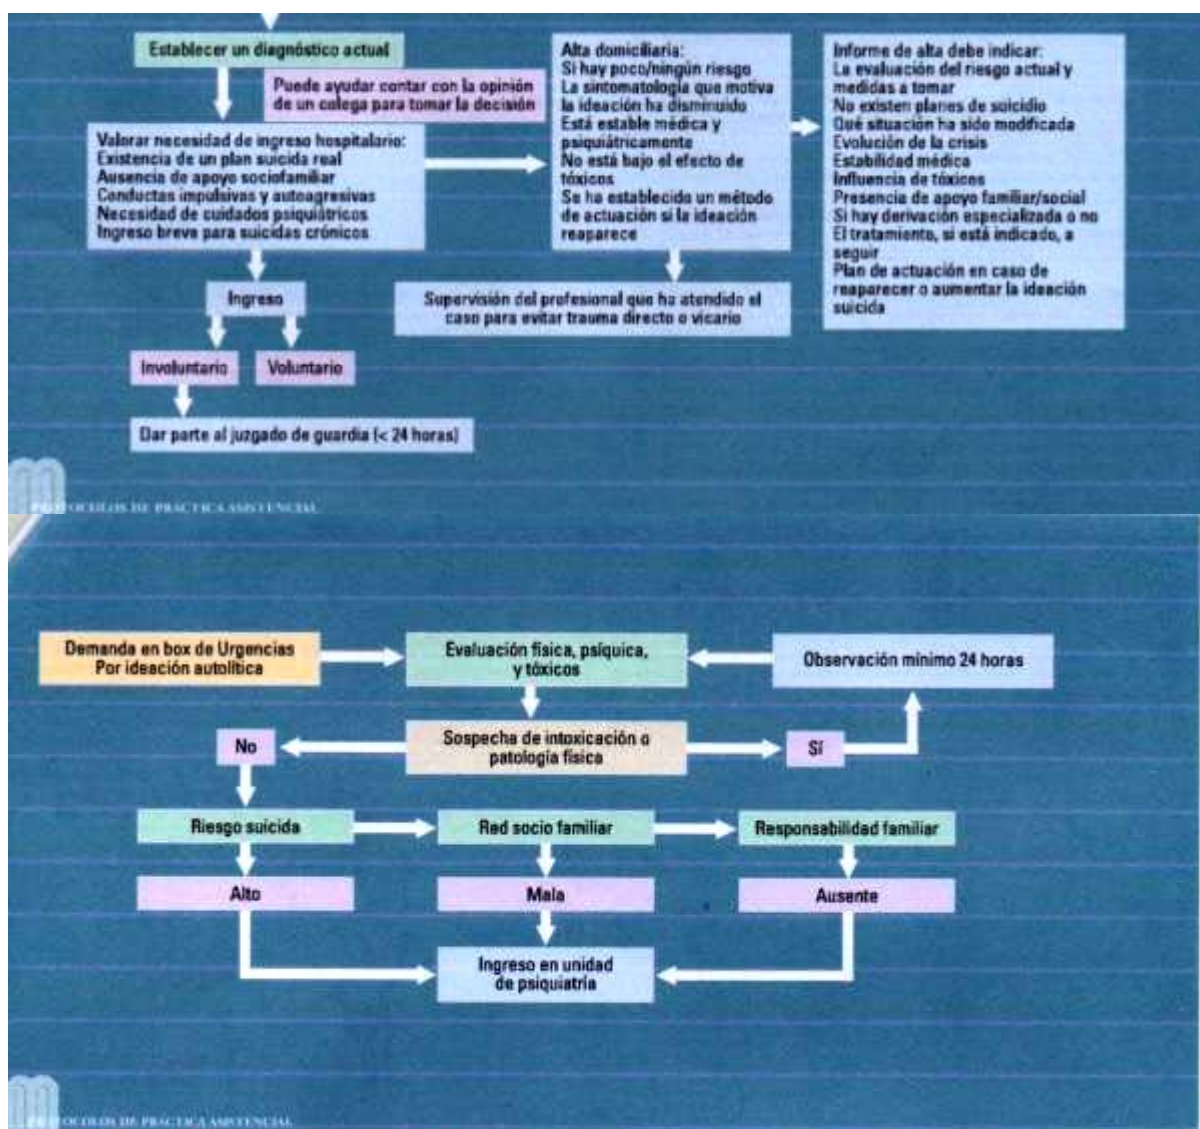 Establecer un diagnóstico actual
Puede ayudar contar con la opinión
de un colega para tomar la decisión
Valorar necesidad de ingreso hospitalario:
Existencia de un plan suicida real
Ausencia de apoyo sociofamiliar
Conductas impulsivas y autoagresivas
Necesidad de cuidados psiquiátricos
Ingreso breve para suicidas crónicos
Alta domiciliaria:
Si hay poco/ningún riesgo
La sintomatología que motiva
la ideación ha disminuido
Está estable médica y
psiquiátricamente
No está bajo el efecto de
tóxicos
Se ha establecido un método
de actuación si la ideación
reaparece
Informe de alta debe indicar:
La evaluación del riesgo actual y
medidas a tomar
No existen planes de suicidio
Qué situación ha sido modificada
Evolución de la crisis
Estabilidad médica
Influencia de tóxicos
Presencia de apoyo familiar/social
Si hay derivación especializada o no
El tratamiento, si está indicado, a
seguir
Plan de actuación en caso de
reaparecer o aumentar la ideación
suicida
Ingreso
Supervisión del profesional que ha atendido el
caso para evitar trauma directo o vicario
Involuntario
Voluntario
Dar parte al juzgado de guardia (< 24 horas)
PROTOCOLOS DE PRÁCTICA ASISTENCIAL
Demanda en box de Urgencias
Por ideación autolítica
Evaluación física, psíquica,
y tóxicos
Observación mínimo 24 horas
No
Sospecha de intoxicación o
patología física
Sí
Riesgo suicida
Red socio familiar
Responsabilidad familiar
Alto
Mala
Ausente
Ingreso en unidad
de psiquiatría
PROTOCOLOS DE PRÁCTICA ASISTENCIAL